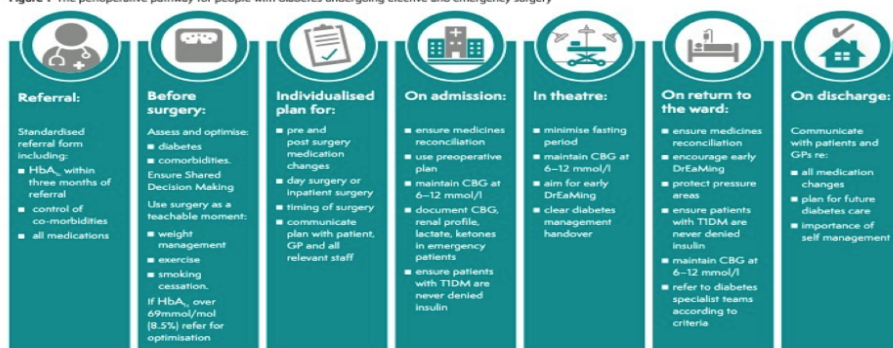 Figure 1 The perioperative pathway for people with diabetes undergoing elective and emergency surgery
Referral:
Standardised
referral form
including:
■ HbA1c within
three months of
referral
■ control of
co-morbidities
■ all medications
Before
surgery:
Assess and optimise:
■ diabetes
■ comorbidities.
Ensure Shared
Decision Making
Use surgery as a
teachable moment:
■ weight
management
■ exercise
■ smoking
cessation.
If HbA1c over
69mmol/mol
(8.5%) refer for
optimisation
Individualised
plan for:
■ pre and
post surgery
medication
changes
■ day surgery or
inpatient surgery
■ timing of surgery
■ communicate
plan with patient,
GP and all
relevant staff
On admission:
■ ensure medicines
reconciliation
■ use preoperative
plan
■ maintain CBG at
6–12 mmol/l
■ document CBG,
renal profile,
lactate, ketones
in emergency
patients
■ ensure patients
with T1DM are
never denied
insulin
In theatre:
■ minimise fasting
period
■ maintain CBG at
6–12 mmol/l
■ aim for early
DrEaMing
■ clear diabetes
management
handover
On return to
the ward:
■ ensure medicines
reconciliation
■ encourage early
DrEaMing
■ protect pressure
areas
■ ensure patients
with T1DM are
never denied
insulin
■ maintain CBG at
6–12 mmol/l
■ refer to diabetes
specialist teams
according to
criteria
On discharge:
Communicate
with patients and
GPs re:
■ all medication
changes
■ plan for future
diabetes care
■ importance of
self management